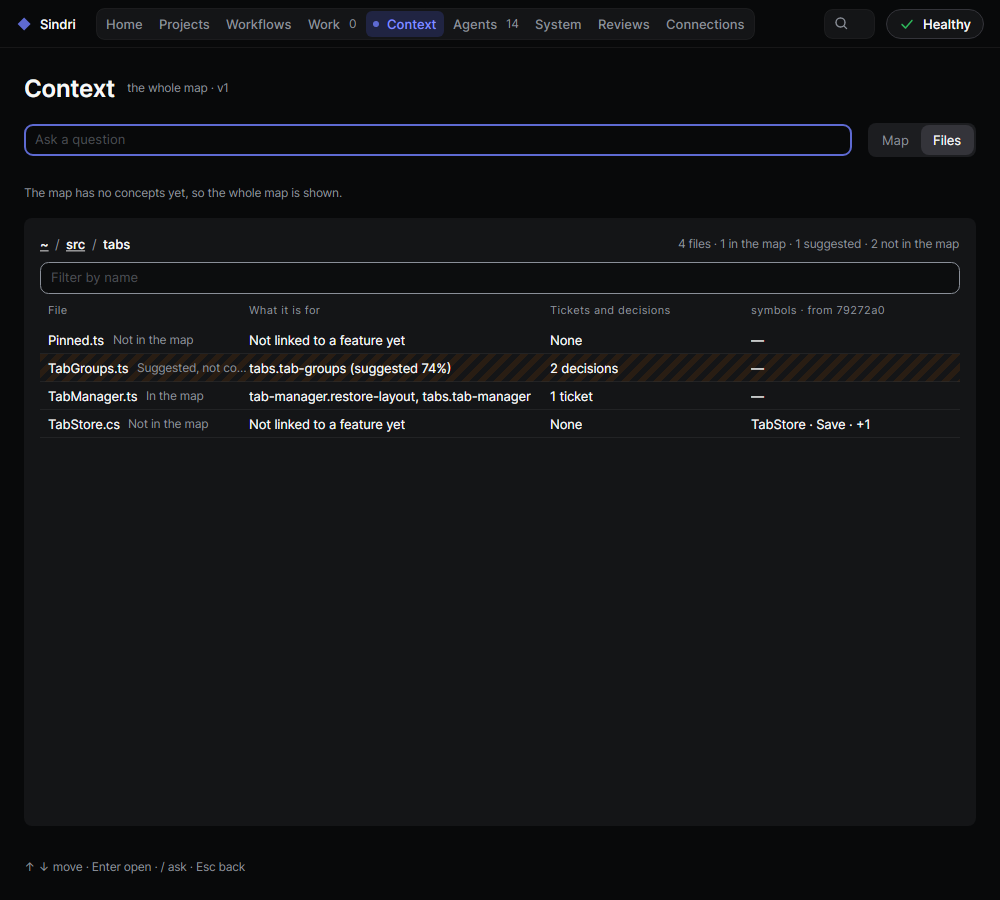 Sindri Home Projects Workflows Work 0 Context Agents 14 System Reviews Connections Healthy
Context the whole map · v1
Ask a question Map Files
The map has no concepts yet, so the whole map is shown.
~ / src / tabs 4 files · 1 in the map · 1 suggested · 2 not in the map
Filter by name
File What it is for Tickets and decisions symbols · from 79272a0
Pinned.ts Not in the map Not linked to a feature yet None —
TabGroups.ts Suggested, not co... tabs.tab-groups (suggested 74%) 2 decisions —
TabManager.ts In the map tab-manager.restore-layout, tabs.tab-manager 1 ticket —
TabStore.cs Not in the map Not linked to a feature yet None TabStore · Save · +1
↑ ↓ move · Enter open · / ask · Esc back